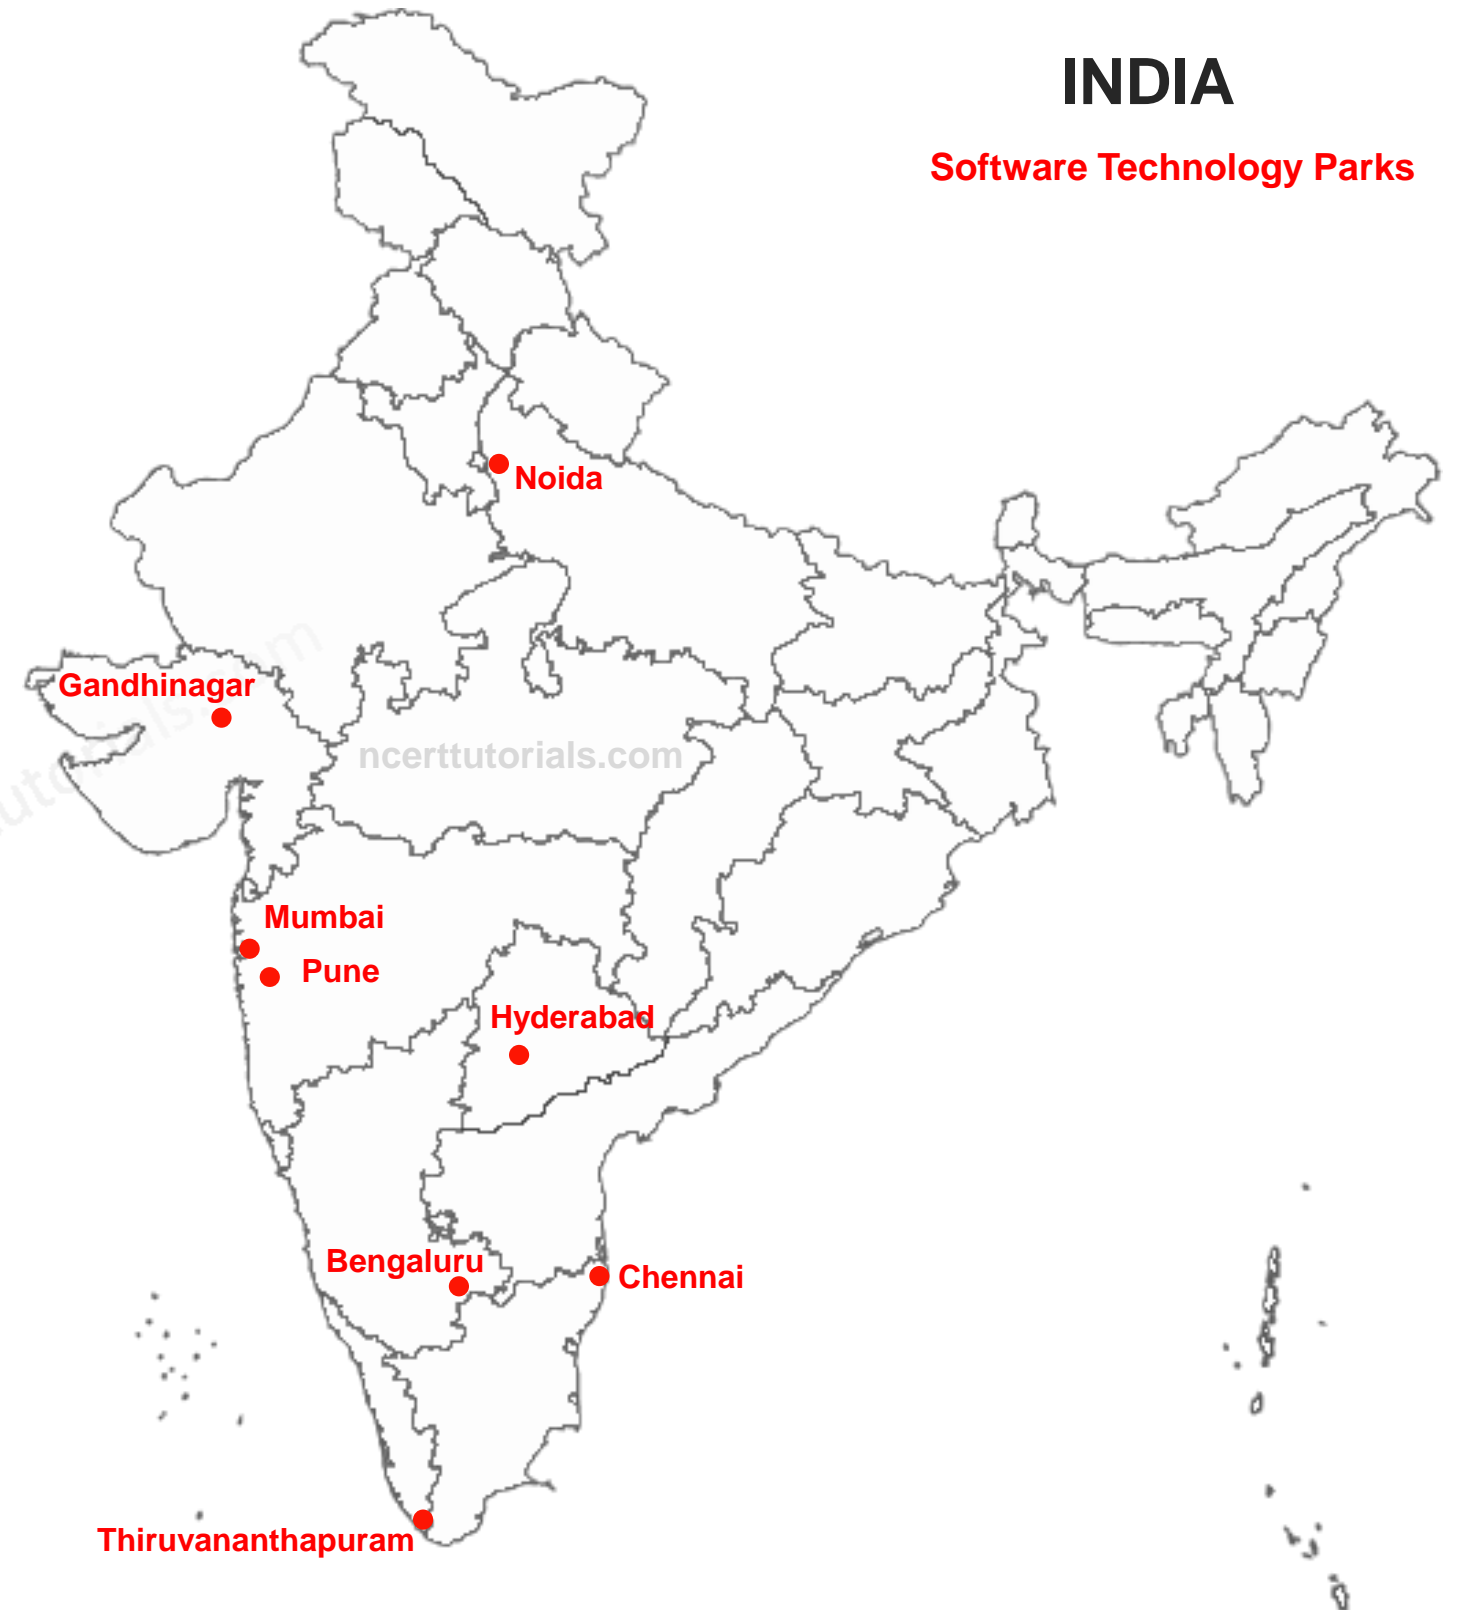 INDIA
Software Technology Parks
Noida
Gandhinagar
ncerttutorials.com
Mumbai
Pune
Hyderabad
Bengaluru
Chennai
Thiruvananthapuram